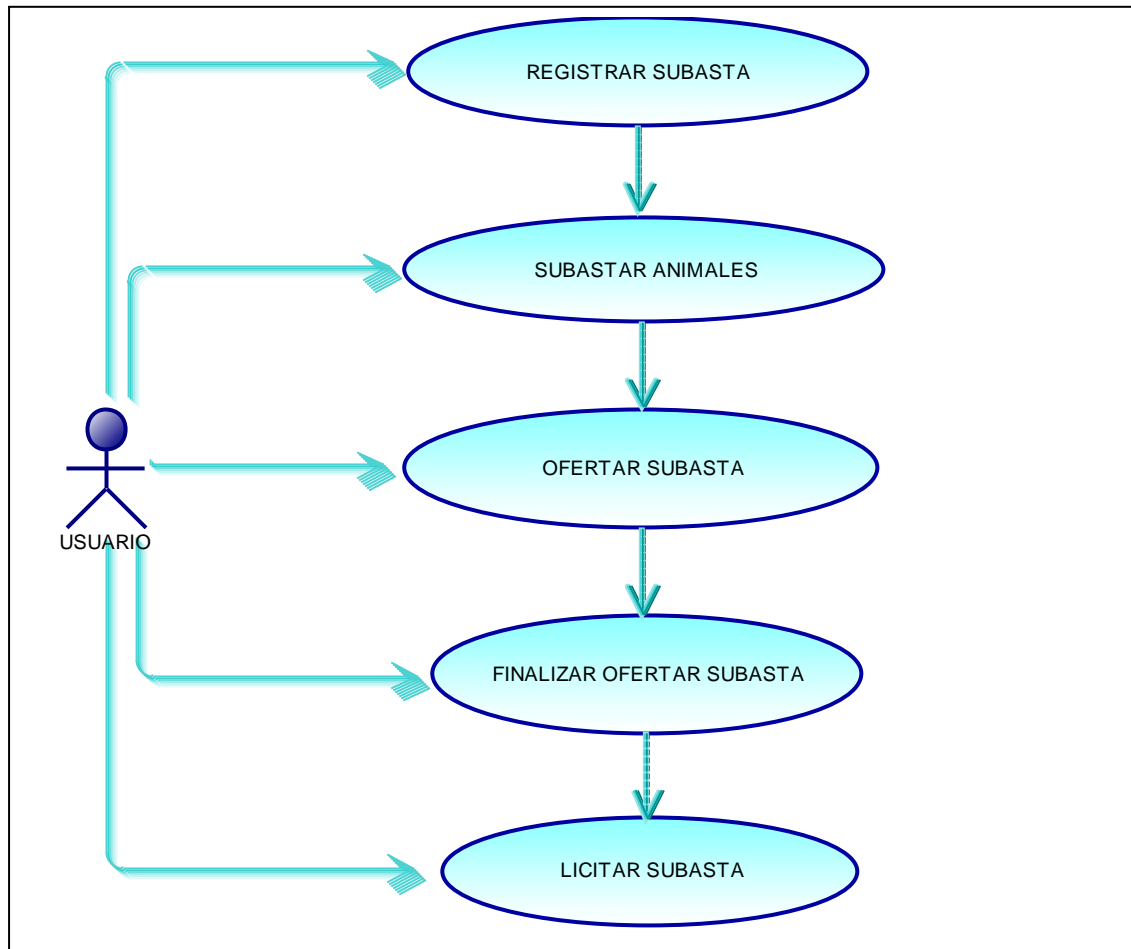 REGISTRAR SUBASTA
SUBASTAR ANIMALES
OFERTAR SUBASTA
USUARIO
FINALIZAR OFERTAR SUBASTA
LICITAR SUBASTA